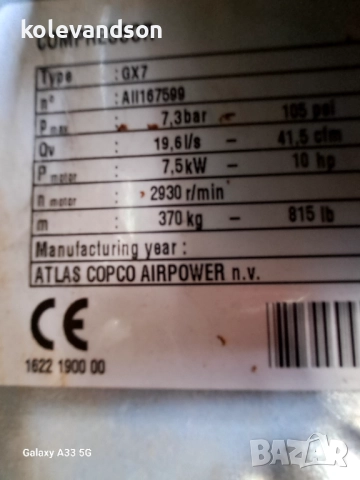 kolevandson
COMPRESSOR
Type : GX7
n° : AII167599
P max : 7,3bar – 105 psi
Qv : 19,6l/s – 41,5 cfm
P motor : 7,5kW – 10 hp
n motor : 2930 r/min
m : 370 kg – 815 lb
Manufacturing year :
ATLAS COPCO AIRPOWER n.v.
CE
1622 1900 00
Galaxy A33 5G
BAZAR.bg